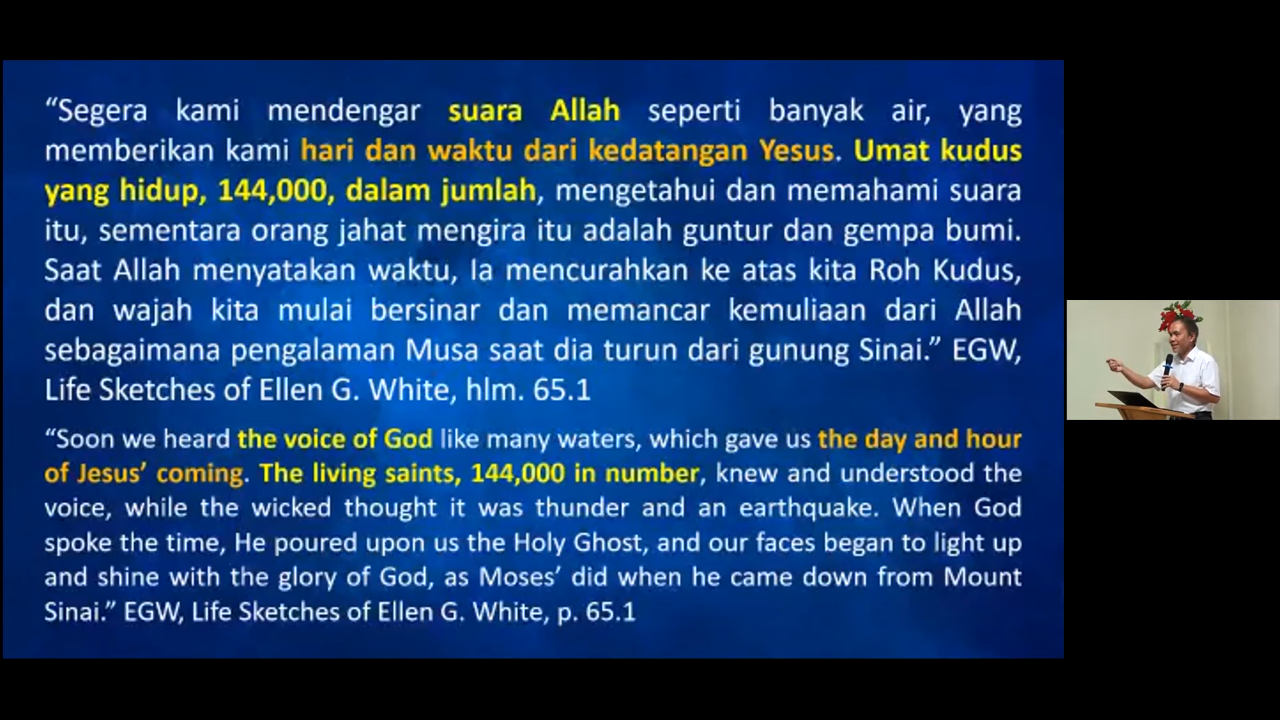 “Segera kami mendengar suara Allah seperti banyak air, yang
memberikan kami hari dan waktu dari kedatangan Yesus. Umat kudus
yang hidup, 144,000, dalam jumlah, mengetahui dan memahami suara
itu, sementara orang jahat mengira itu adalah guntur dan gempa bumi.
Saat Allah menyatakan waktu, Ia mencurahkan ke atas kita Roh Kudus,
dan wajah kita mulai bersinar dan memancar kemuliaan dari Allah
sebagaimana pengalaman Musa saat dia turun dari gunung Sinai.” EGW,
Life Sketches of Ellen G. White, hlm. 65.1
“Soon we heard the voice of God like many waters, which gave us the day and hour
of Jesus’ coming. The living saints, 144,000 in number, knew and understood the
voice, while the wicked thought it was thunder and an earthquake. When God
spoke the time, He poured upon us the Holy Ghost, and our faces began to light up
and shine with the glory of God, as Moses’ did when he came down from Mount
Sinai.” EGW, Life Sketches of Ellen G. White, p. 65.1